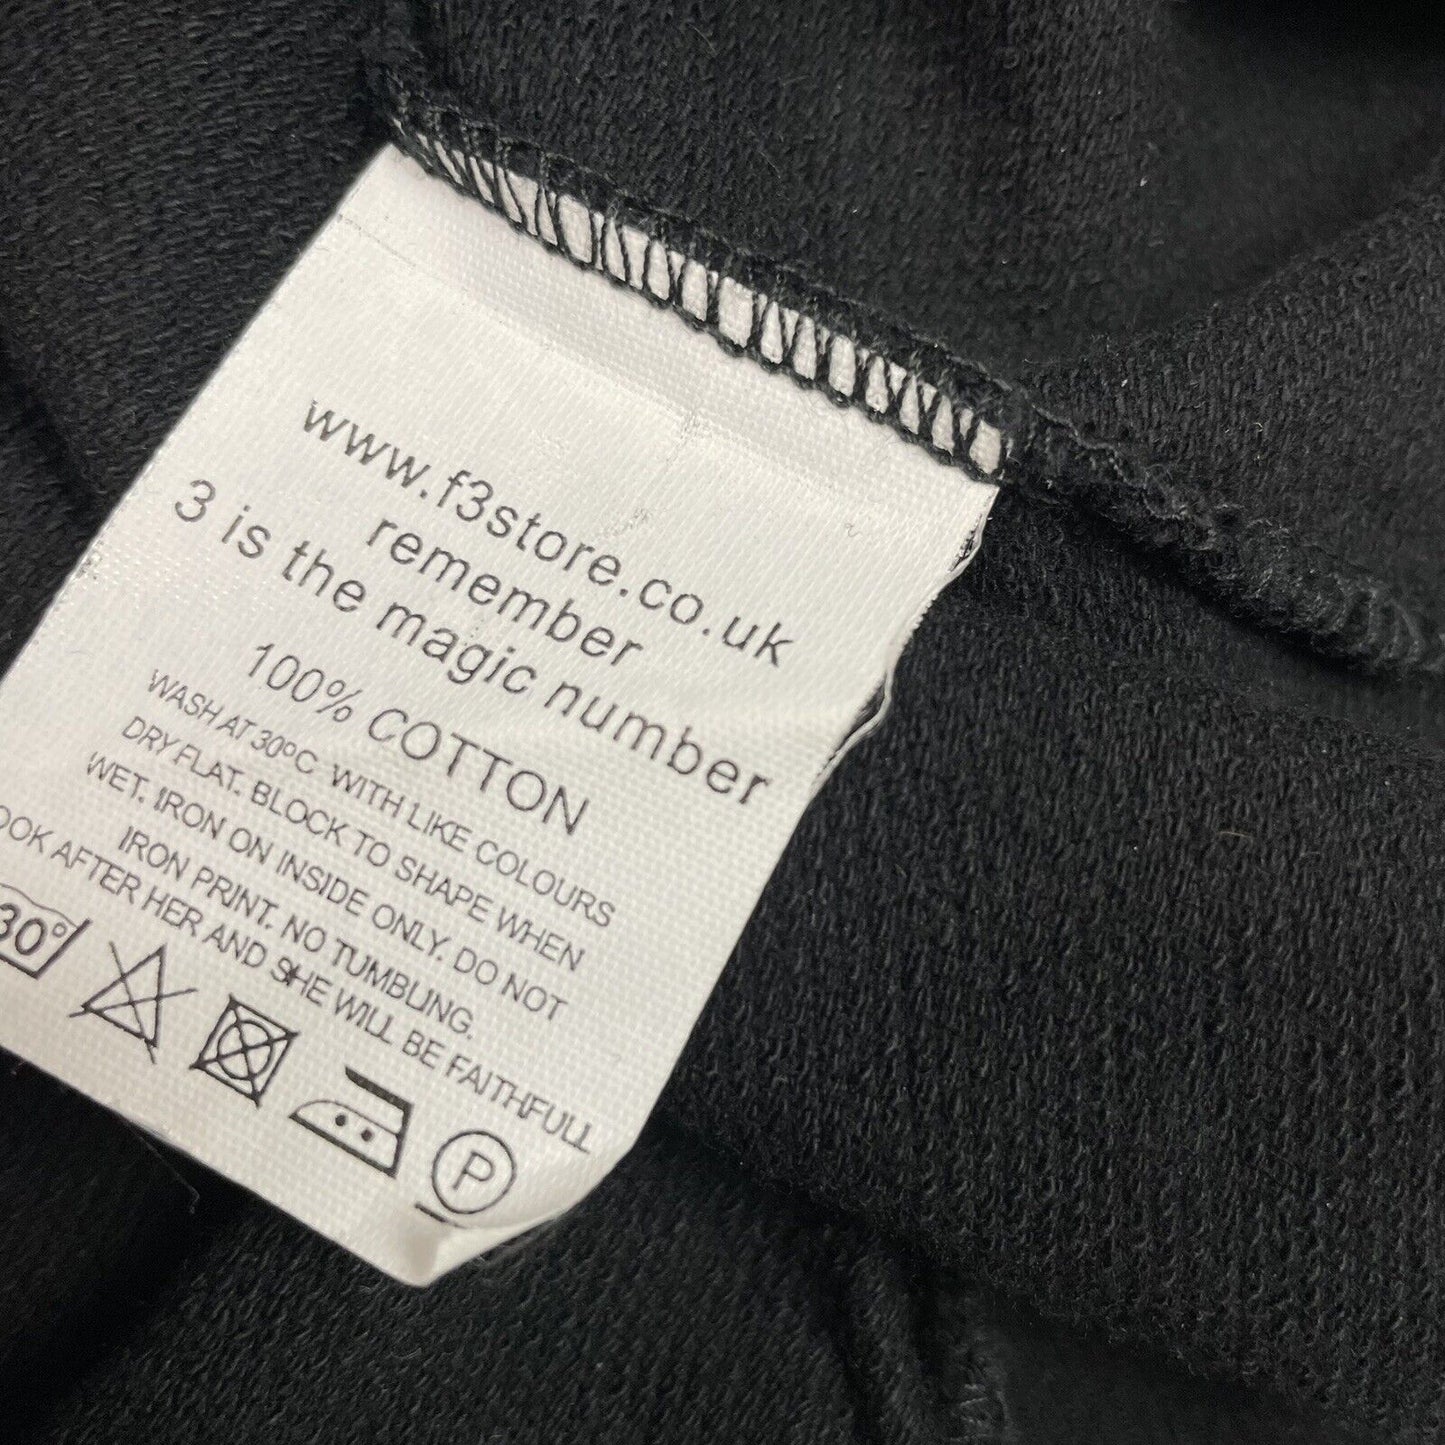 www.f3store.co.uk
remember
3 is the magic number
100% COTTON
WASH AT 30°C WITH LIKE COLOURS
DRY FLAT. BLOCK TO SHAPE WHEN
WET. IRON ON INSIDE ONLY. DO NOT
IRON PRINT. NO TUMBLING.
AFTER HER AND SHE WILL BE FAITHFULL
30°
P